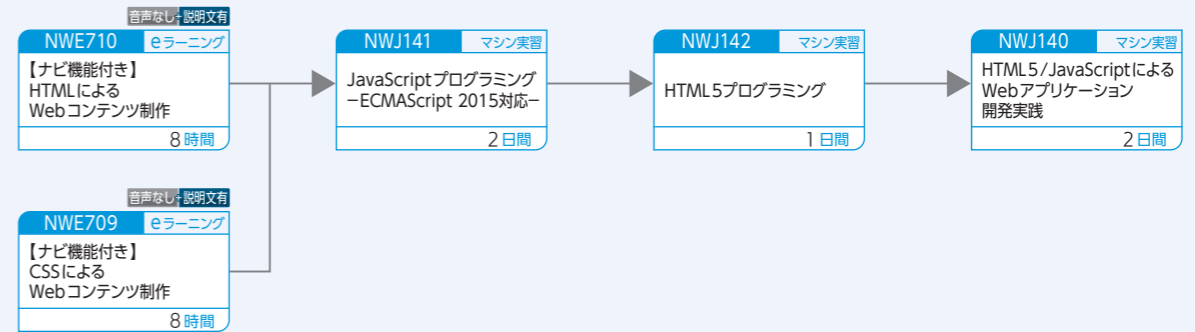 音声なし+説明文有
NWE710 eラーニング
【ナビ機能付き】
HTMLによる
Webコンテンツ制作
8時間
NWJ141 マシン実習
JavaScriptプログラミング
−ECMAScript 2015対応−
2日間
NWJ142 マシン実習
HTML5プログラミング
1日間
NWJ140 マシン実習
HTML5/JavaScriptによる
Webアプリケーション
開発実践
2日間
音声なし+説明文有
NWE709 eラーニング
【ナビ機能付き】
CSSによる
Webコンテンツ制作
8時間